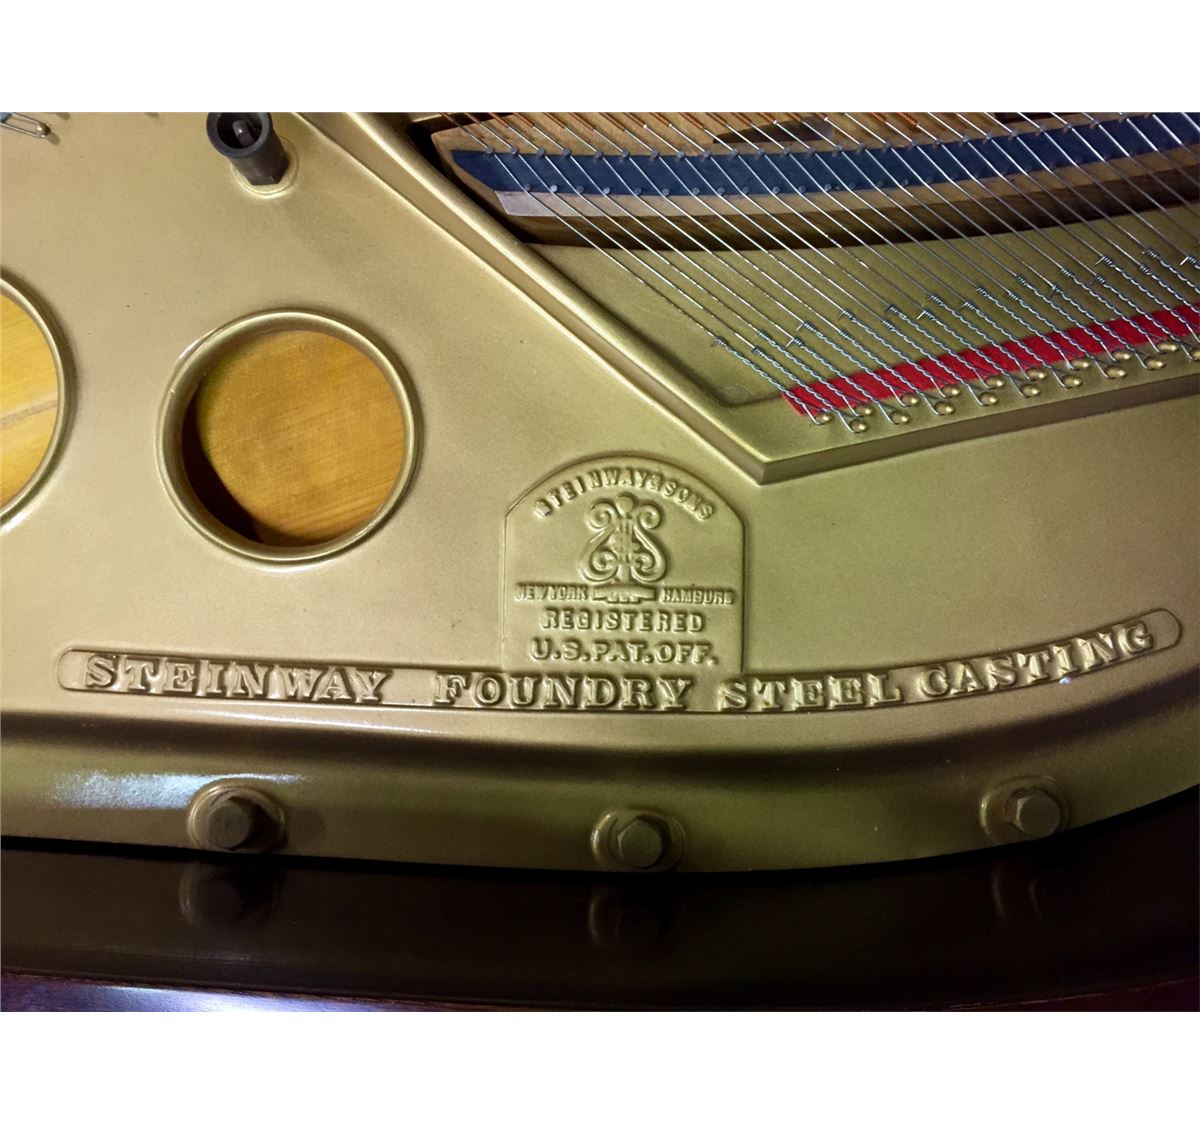 STEINWAY & SONS
NEW YORK HAMBURG
REGISTERED
U.S. PAT. OFF.
STEINWAY FOUNDRY STEEL CASTING